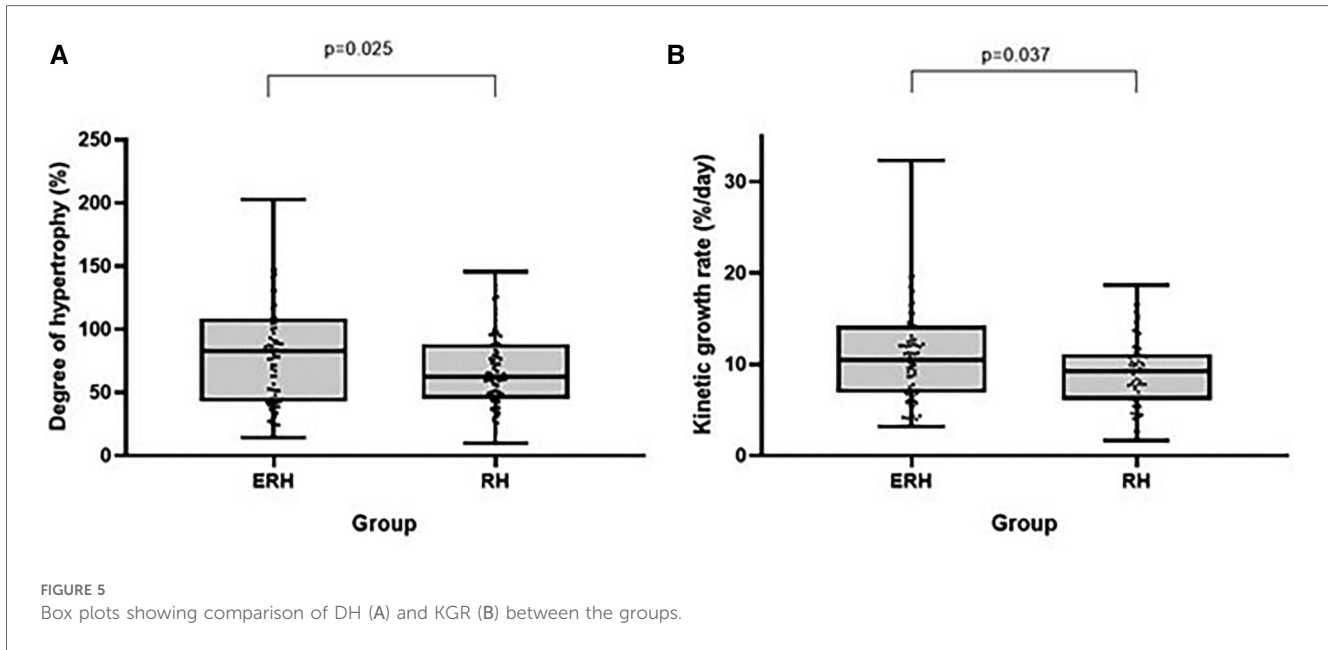 A
p=0.025
Degree of hypertrophy (%)
250
200
150
100
50
0
ERH
RH
Group
B
p=0.037
Kinetic growth rate (%/day)
30
20
10
0
ERH
RH
Group
FIGURE 5
Box plots showing comparison of DH (A) and KGR (B) between the groups.